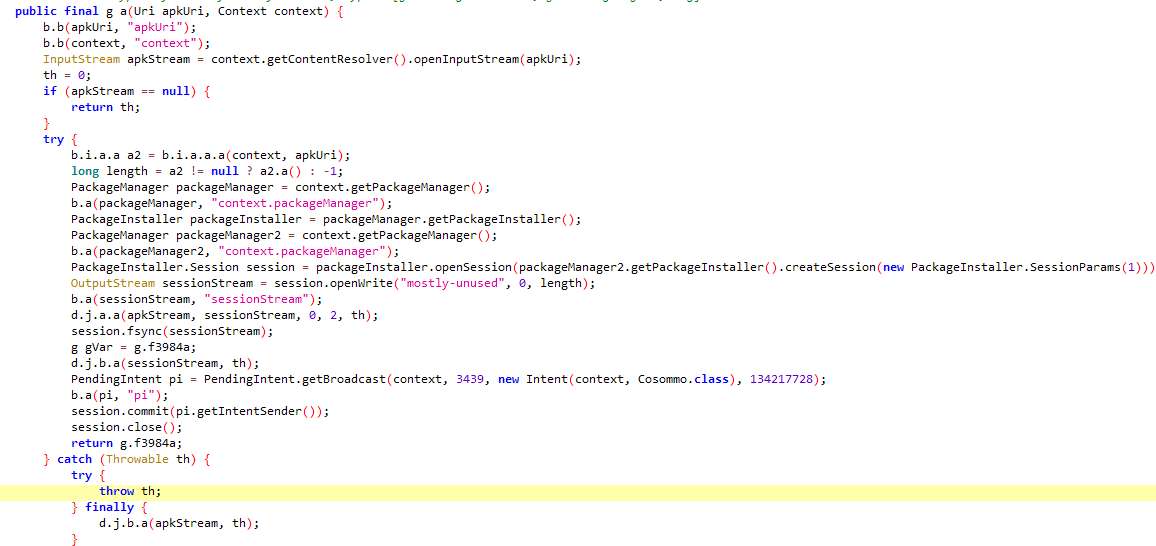 public final g a(Uri apkUri, Context context) {
b.b(apkUri, "apkUri");
b.b(context, "context");
InputStream apkStream = context.getContentResolver().openInputStream(apkUri);
th = 0;
if (apkStream == null) {
return th;
}
try {
b.i.a.a a2 = b.i.a.a.a(context, apkUri);
long length = a2 != null ? a2.a() : -1;
PackageManager packageManager = context.getPackageManager();
b.a(packageManager, "context.packageManager");
PackageInstaller packageInstaller = packageManager.getPackageInstaller();
PackageManager packageManager2 = context.getPackageManager();
b.a(packageManager2, "context.packageManager");
PackageInstaller.Session session = packageInstaller.openSession(packageManager2.getPackageInstaller().createSession(new PackageInstaller.SessionParams(1)))
OutputStream sessionStream = session.openWrite("mostly-unused", 0, length);
b.a(sessionStream, "sessionStream");
d.j.a.a(apkStream, sessionStream, 0, 2, th);
session.fsync(sessionStream);
g gVar = g.f3984a;
d.j.b.a(sessionStream, th);
PendingIntent pi = PendingIntent.getBroadcast(context, 3439, new Intent(context, Cosommo.class), 134217728);
b.a(pi, "pi");
session.commit(pi.getIntentSender());
session.close();
return g.f3984a;
} catch (Throwable th) {
try {
throw th;
} finally {
d.j.b.a(apkStream, th);
}